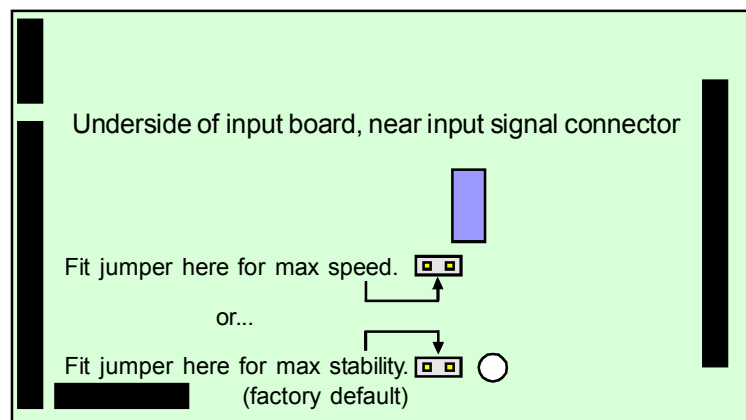 Underside of input board, near input signal connector
Fit jumper here for max speed.
or...
Fit jumper here for max stability.
(factory default)